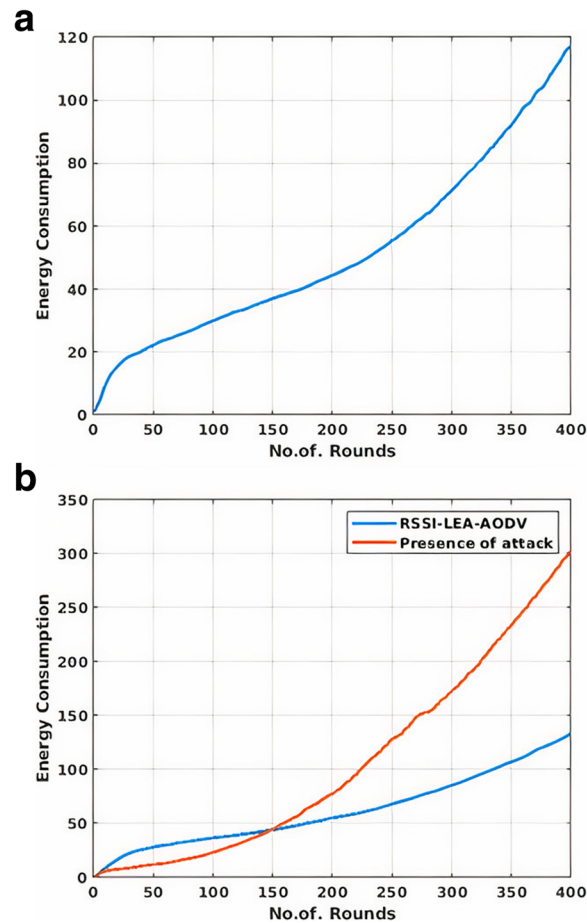 a
120
100
80
60
40
20
0
Energy Consumption
0 50 100 150 200 250 300 350 400
No.of. Rounds
b
350
300
250
200
150
100
50
0
Energy Consumption
RSSI-LEA-AODV
Presence of attack
0 50 100 150 200 250 300 350 400
No.of. Rounds